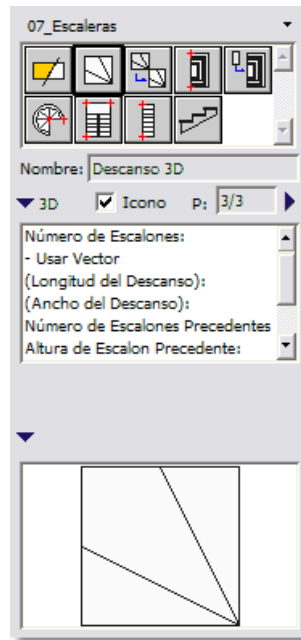 07_Escaleras
Nombre: Descanso 3D
3D Icono P: 3/3
Número de Escalones:
- Usar Vector
(Longitud del Descanso):
(Ancho del Descanso):
Número de Escalones Precedentes
Altura de Escalon Precedente: